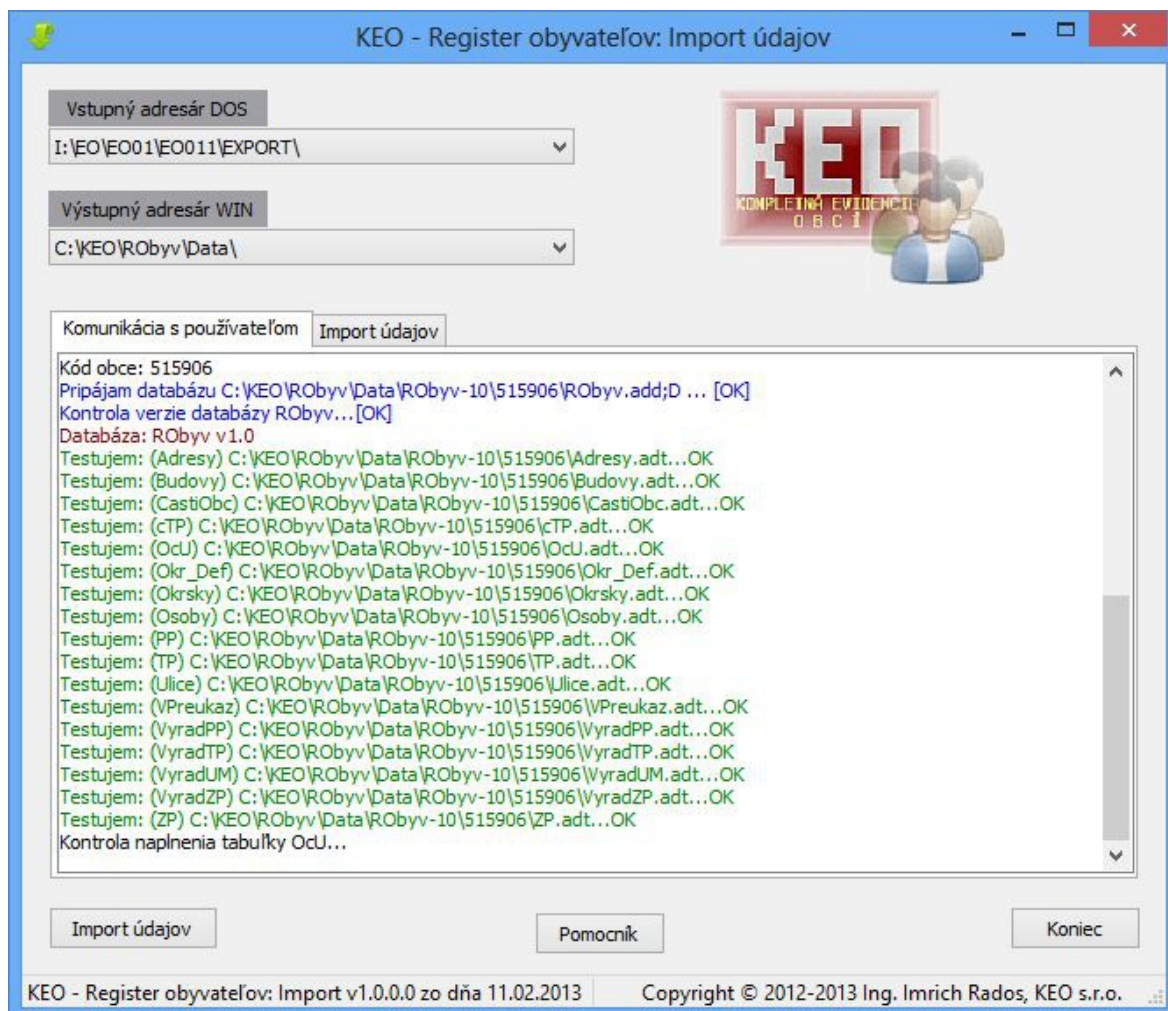 KEO - Register obyvateľov: Import údajov
Vstupný adresár DOS
I:\EO\EO01\EO011\EXPORT\
Výstupný adresár WIN
C:\KEO\RObyv\Data\
KEO
KOMPLETNÁ EVIDENCIE
OBCÍ
Komunikácia s používateľom
Import údajov
Kód obce: 515906
Pripájam databázu C:\KEO\RObyv\Data\RObyv-10\515906\RObyv.add;D ... [OK]
Kontrola verzie databázy RObyv...[OK]
Databáza: RObyv v1.0
Testujem: (Adresy) C:\KEO\RObyv\Data\RObyv-10\515906\Adresy.adt...OK
Testujem: (Budovy) C:\KEO\RObyv\Data\RObyv-10\515906\Budovy.adt...OK
Testujem: (CastiObc) C:\KEO\RObyv\Data\RObyv-10\515906\CastiObc.adt...OK
Testujem: (cTP) C:\KEO\RObyv\Data\RObyv-10\515906\cTP.adt...OK
Testujem: (OcU) C:\KEO\RObyv\Data\RObyv-10\515906\OcU.adt...OK
Testujem: (Okr_Def) C:\KEO\RObyv\Data\RObyv-10\515906\Okr_Def.adt...OK
Testujem: (Okrsky) C:\KEO\RObyv\Data\RObyv-10\515906\Okrsky.adt...OK
Testujem: (Osoby) C:\KEO\RObyv\Data\RObyv-10\515906\Osoby.adt...OK
Testujem: (PP) C:\KEO\RObyv\Data\RObyv-10\515906\PP.adt...OK
Testujem: (TP) C:\KEO\RObyv\Data\RObyv-10\515906\TP.adt...OK
Testujem: (Ulice) C:\KEO\RObyv\Data\RObyv-10\515906\Ulice.adt...OK
Testujem: (VPreukaz) C:\KEO\RObyv\Data\RObyv-10\515906\VPreukaz.adt...OK
Testujem: (VyradPP) C:\KEO\RObyv\Data\RObyv-10\515906\VyradPP.adt...OK
Testujem: (VyradTP) C:\KEO\RObyv\Data\RObyv-10\515906\VyradTP.adt...OK
Testujem: (VyradUM) C:\KEO\RObyv\Data\RObyv-10\515906\VyradUM.adt...OK
Testujem: (VyradZP) C:\KEO\RObyv\Data\RObyv-10\515906\VyradZP.adt...OK
Testujem: (ZP) C:\KEO\RObyv\Data\RObyv-10\515906\ZP.adt...OK
Kontrola naplnenia tabuľky OcU...
Import údajov
Pomocník
Koniec
KEO - Register obyvateľov: Import v1.0.0.0 zo dňa 11.02.2013
Copyright © 2012-2013 Ing. Imrich Rados, KEO s.r.o.